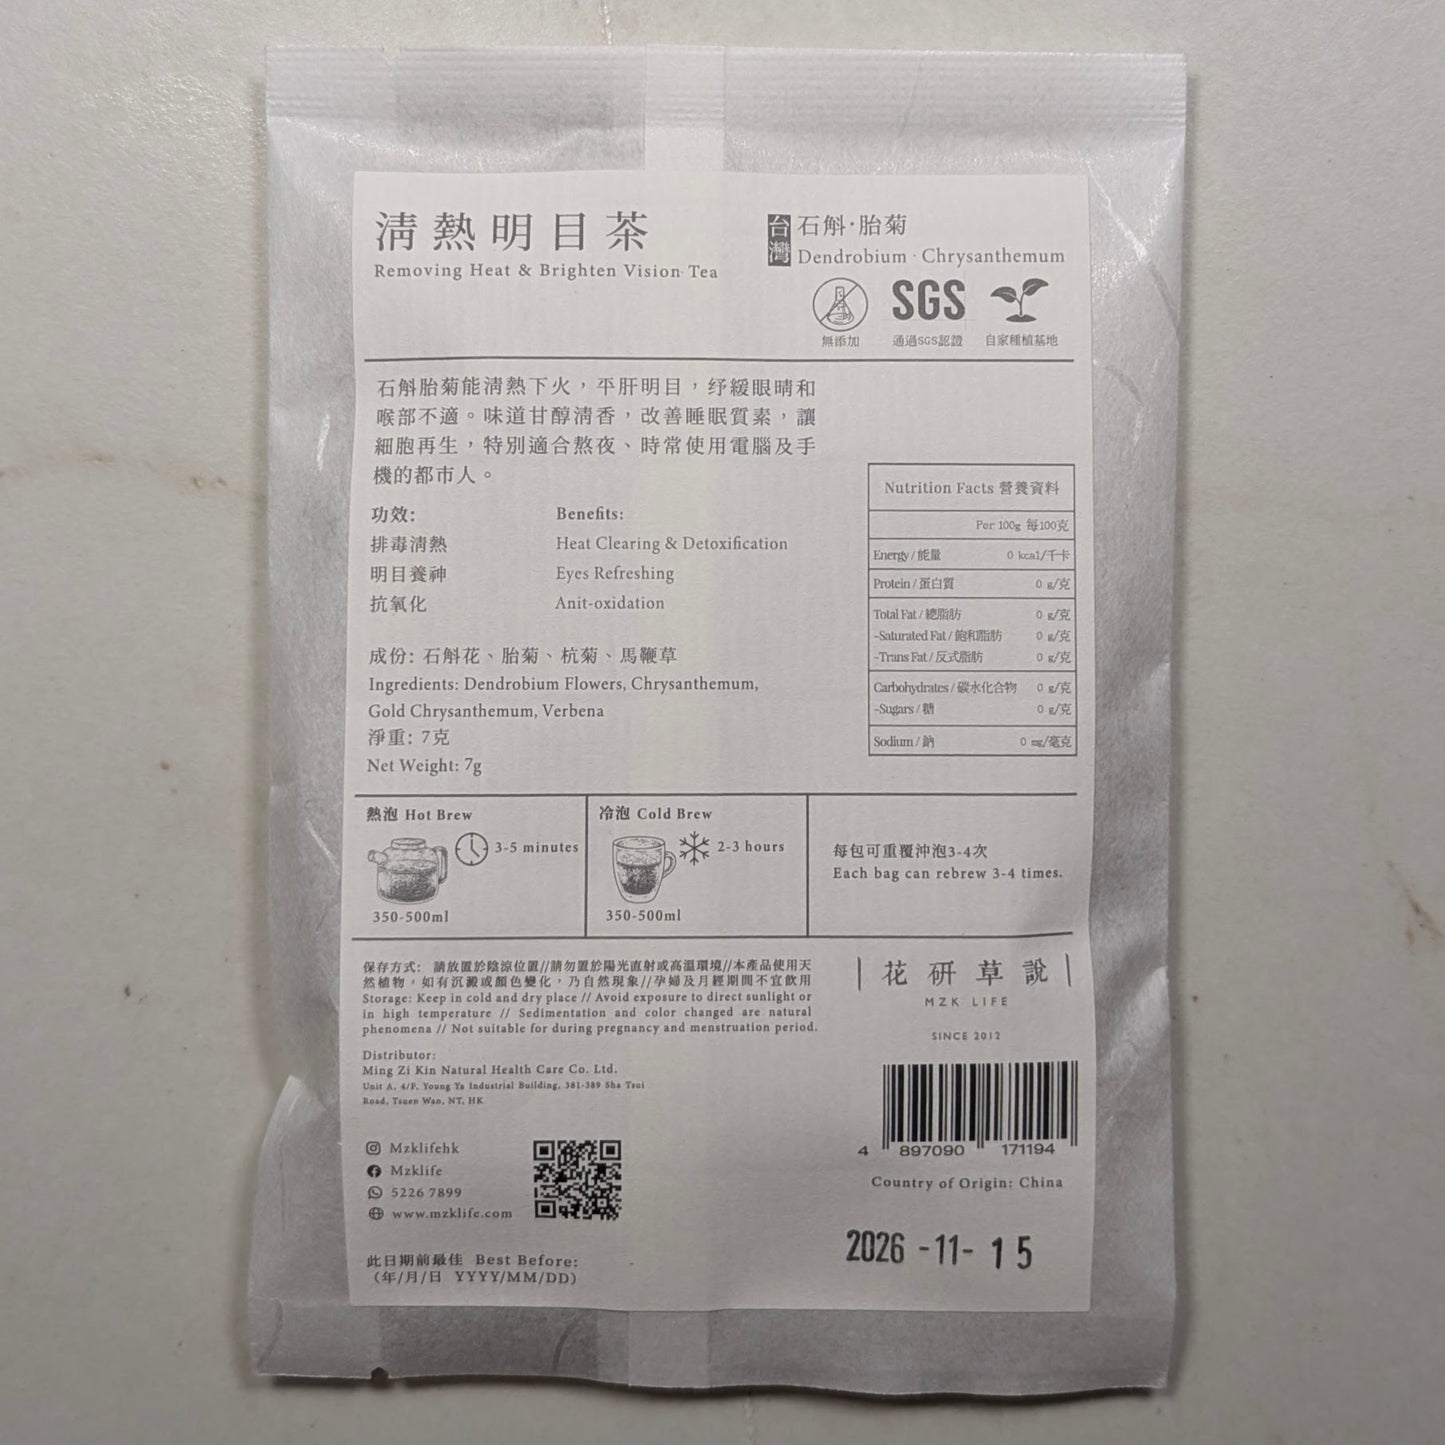 清熱明目茶
Removing Heat & Brighten Vision Tea
台灣
石斛·胎菊
Dendrobium · Chrysanthemum
SGS
無添加
通過SGS認證
自家種植基地
石斛胎菊能清熱下火，平肝明目，紓緩眼睛和
喉部不適。味道甘醇清香，改善睡眠質素，讓
細胞再生，特別適合熬夜、時常使用電腦及手
機的都市人。
功效:
排毒清熱
明目養神
抗氧化
Benefits:
Heat Clearing & Detoxification
Eyes Refreshing
Anit-oxidation
成份: 石斛花、胎菊、杭菊、馬鞭草
Ingredients: Dendrobium Flowers, Chrysanthemum,
Gold Chrysanthemum, Verbena
淨重: 7克
Net Weight: 7g
Nutrition Facts 營養資料
Per 100g 每100克
Energy / 能量 0 kcal/千卡
Protein / 蛋白質 0 g/克
Total Fat / 總脂肪 0 g/克
-Saturated Fat / 飽和脂肪 0 g/克
-Trans Fat / 反式脂肪 0 g/克
Carbohydrates / 碳水化合物 0 g/克
-Sugars / 糖 0 g/克
Sodium / 鈉 0 mg/毫克
熱泡 Hot Brew
3-5 minutes
350-500ml
冷泡 Cold Brew
2-3 hours
350-500ml
每包可重覆沖泡3-4次
Each bag can rebrew 3-4 times.
保存方式: 請放置於陰涼位置//請勿置於陽光直射或高溫環境//本產品使用天
然植物，如有沉澱或顏色變化，乃自然現象//孕婦及月經期間不宜飲用
Storage: Keep in cold and dry place // Avoid exposure to direct sunlight or
in high temperature // Sedimentation and color changed are natural
phenomena // Not suitable for during pregnancy and menstruation period.
Distributor:
Ming Zi Kin Natural Health Care Co. Ltd.
Unit A, 4/F, Young Ya Industrial Building, 381-389 Sha Tsui
Road, Tsuen Wan, NT, HK
Mzklifehk
Mzklife
5226 7899
www.mzklife.com
花研草說
MZK LIFE
SINCE 2012
4 897090 171194
Country of Origin: China
此日期前最佳 Best Before:
(年/月/日 YYYY/MM/DD)
2026 -11- 15